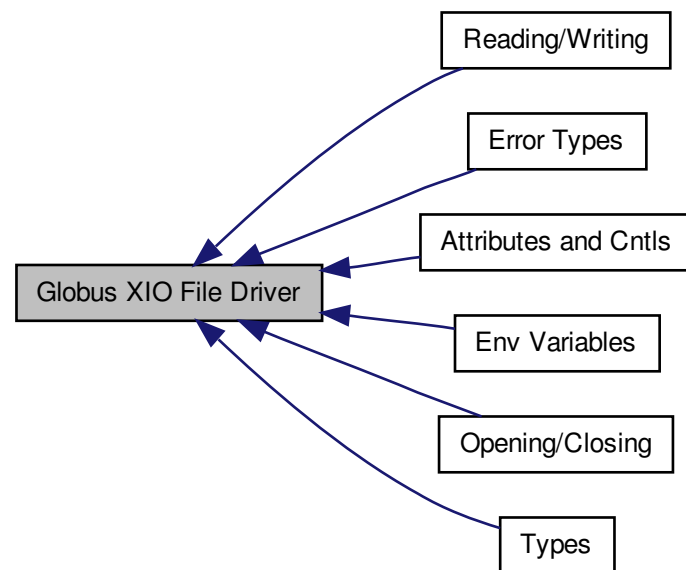 Reading/Writing
Error Types
Attributes and Cntls
Globus XIO File Driver
Env Variables
Opening/Closing
Types